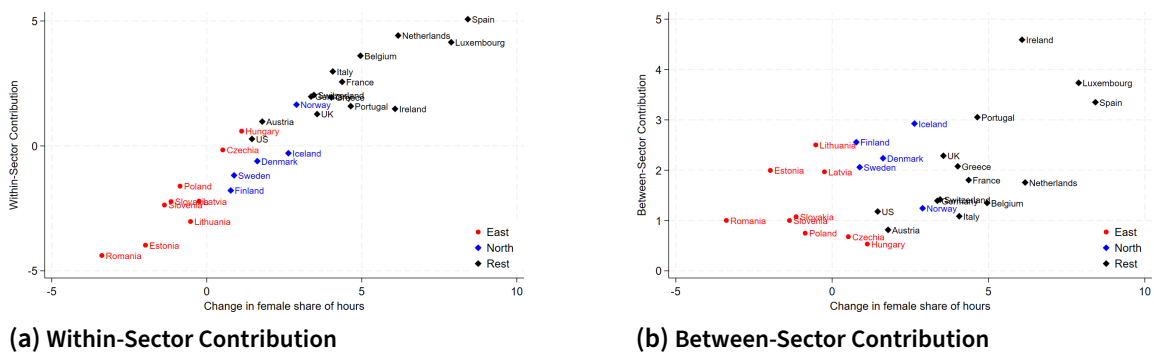 Within-Sector Contribution
5
0
-5
Spain
Netherlands
Luxembourg
Belgium
Italy
France
Switzerland
Germany
Greece
Norway
Portugal
Ireland
UK
Austria
Hungary
US
Czechia
Iceland
Denmark
Sweden
Poland
Finland
Slovakia
Latvia
Slovenia
Lithuania
Estonia
Romania
East
North
Rest
-5
0
5
10
Change in female share of hours
(a) Within-Sector Contribution
Between-Sector Contribution
5
4
3
2
1
0
Ireland
Luxembourg
Spain
Portugal
Iceland
Finland
Lithuania
UK
Denmark
Greece
Sweden
Estonia
Latvia
France
Netherlands
Switzerland
Germany
Belgium
Norway
US
Italy
Slovakia
Romania
Slovenia
Austria
Poland
Czechia
Hungary
East
North
Rest
-5
0
5
10
Change in female share of hours
(b) Between-Sector Contribution